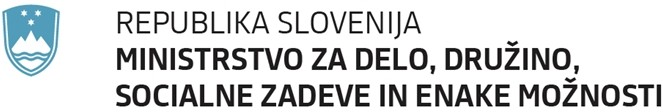 REPUBLIKA SLOVENIJA
MINISTRSTVO ZA DELO, DRUŽINO,
SOCIALNE ZADEVE IN ENAKE MOŽNOSTI